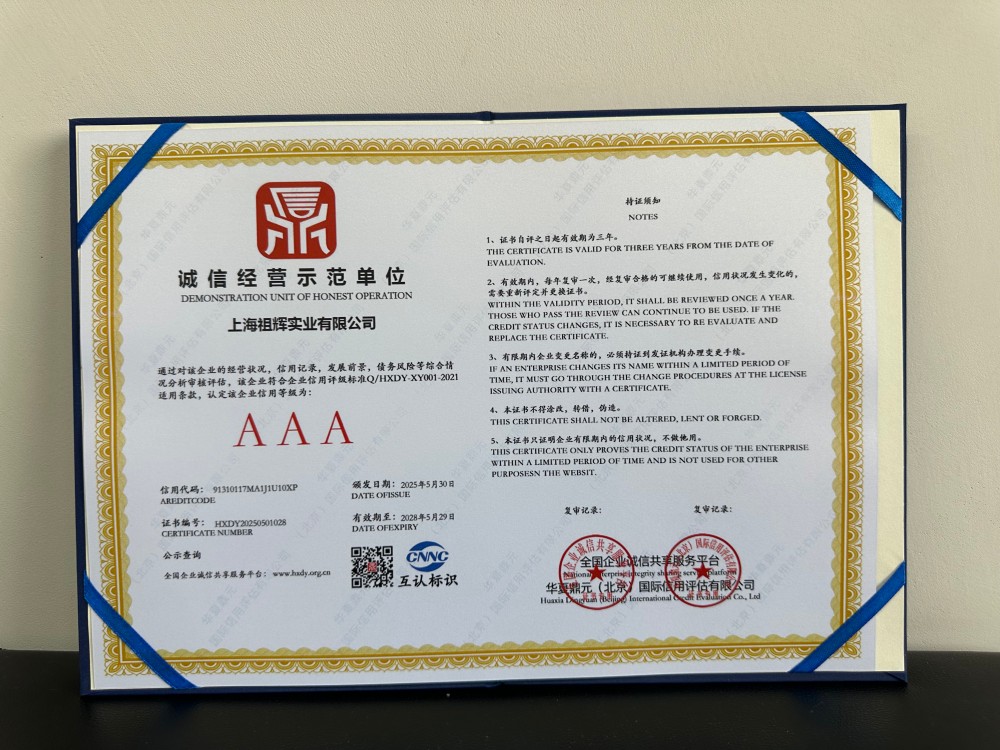 诚信经营示范单位
DEMONSTRATION UNIT OF HONEST OPERATION
上海祖辉实业有限公司
通过对该企业的经营状况，信用记录，发展前景，债务风险等综合情
况分析审核评估，该企业符合企业信用评级标准Q/HXDY-XY001-2021
适用条款，认定该企业信用等级为：
AAA
信用代码： 91310117MA1J1U10XP
AREDITCODE
颁发日期：2025年5月30日
DATE OFISSUE
证书编号： HXDY20250501028
CERTIFICATE NUMBER
有效期至：2028年5月29日
DATE OFEXPIRY
公示查询
全国企业诚信共享服务平台：www.hxdy.org.cn
CNNC
互认标识
持证须知
NOTES
1、证书自评之日起有效期为三年。
THE CERTIFICATE IS VALID FOR THREE YEARS FROM THE DATE OF
EVALUATION.
2、有效期内，每年复审一次，经复审合格的可继续使用，信用状况发生变化的，
需要重新评定并更换证书。
WITHIN THE VALIDITY PERIOD, IT SHALL BE REVIEWED ONCE A YEAR.
THOSE WHO PASS THE REVIEW CAN CONTINUE TO BE USED. IF THE
CREDIT STATUS CHANGES, IT IS NECESSARY TO RE EVALUATE AND
REPLACE THE CERTIFICATE.
3、有限期内企业变更名称的，必须持证到发证机构办理变更手续。
IF AN ENTERPRISE CHANGES ITS NAME WITHIN A LIMITED PERIOD OF
TIME, IT MUST GO THROUGH THE CHANGE PROCEDURES AT THE LICENSE
ISSUING AUTHORITY WITH A CERTIFICATE.
4、本证书不得涂改，转借，伪造。
THIS CERTIFICATE SHALL NOT BE ALTERED, LENT OR FORGED.
5、本证书只证明企业有限期内的信用状况，不做他用。
THIS CERTIFICATE ONLY PROVES THE CREDIT STATUS OF THE ENTERPRISE
WITHIN A LIMITED PERIOD OF TIME AND IS NOT USED FOR OTHER
PURPOSESN THE WEBSIT.
复审记录： 复审记录：
全国企业诚信共享服务平台
National enterprise integrity sharing service platform
华夏鼎元（北京）国际信用评估有限公司
Huaxia Dingyuan (Beijing) International Credit Evaluation Co., Ltd